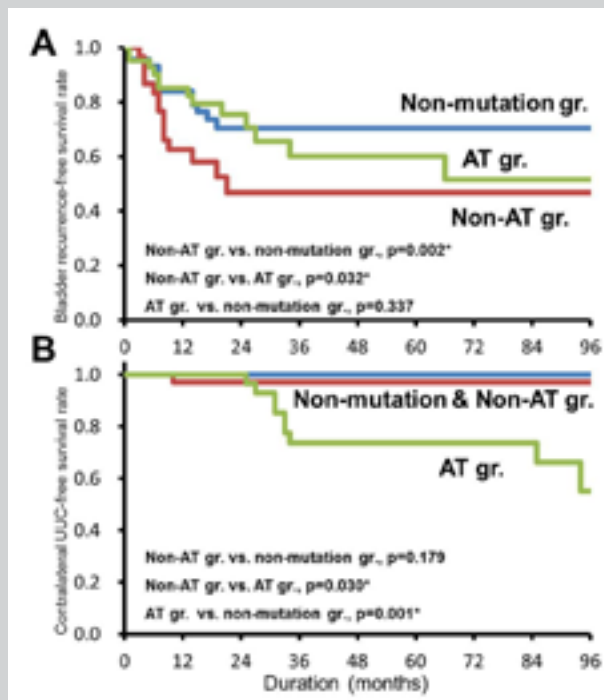 A
Bladder recurrence-free survival rate
1.0
0.8
0.6
0.4
0.2
0.0
Non-mutation gr.
AT gr.
Non-AT gr.
Non-AT gr. vs. non-mutation gr., p=0.002*
Non-AT gr. vs. AT gr., p=0.032*
AT gr. vs. non-mutation gr., p=0.337
0 12 24 36 48 60 72 84 96
B
Contralateral UUC-free survival rate
1.0
0.8
0.6
0.4
0.2
0.0
Non-mutation & Non-AT gr.
AT gr.
Non-AT gr. vs. non-mutation gr., p=0.179
Non-AT gr. vs. AT gr., p=0.030*
AT gr. vs. non-mutation gr., p=0.001*
0 12 24 36 48 60 72 84 96
Duration (months)